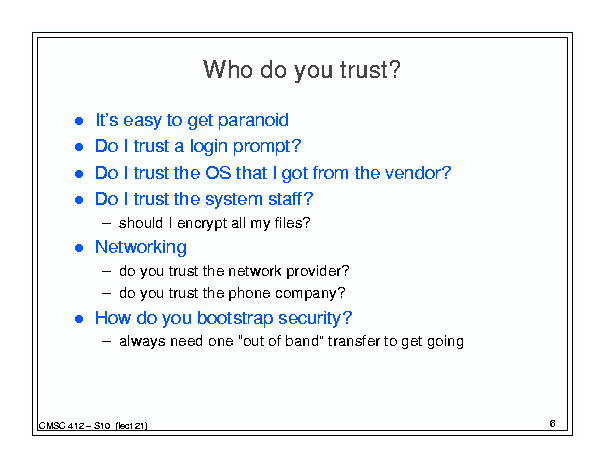 Who do you trust?
● It's easy to get paranoid
● Do I trust a login prompt?
● Do I trust the OS that I got from the vendor?
● Do I trust the system staff?
– should I encrypt all my files?
● Networking
– do you trust the network provider?
– do you trust the phone company?
● How do you bootstrap security?
– always need one "out of band" transfer to get going
CMSC 412 – S10 (lect 21)
6